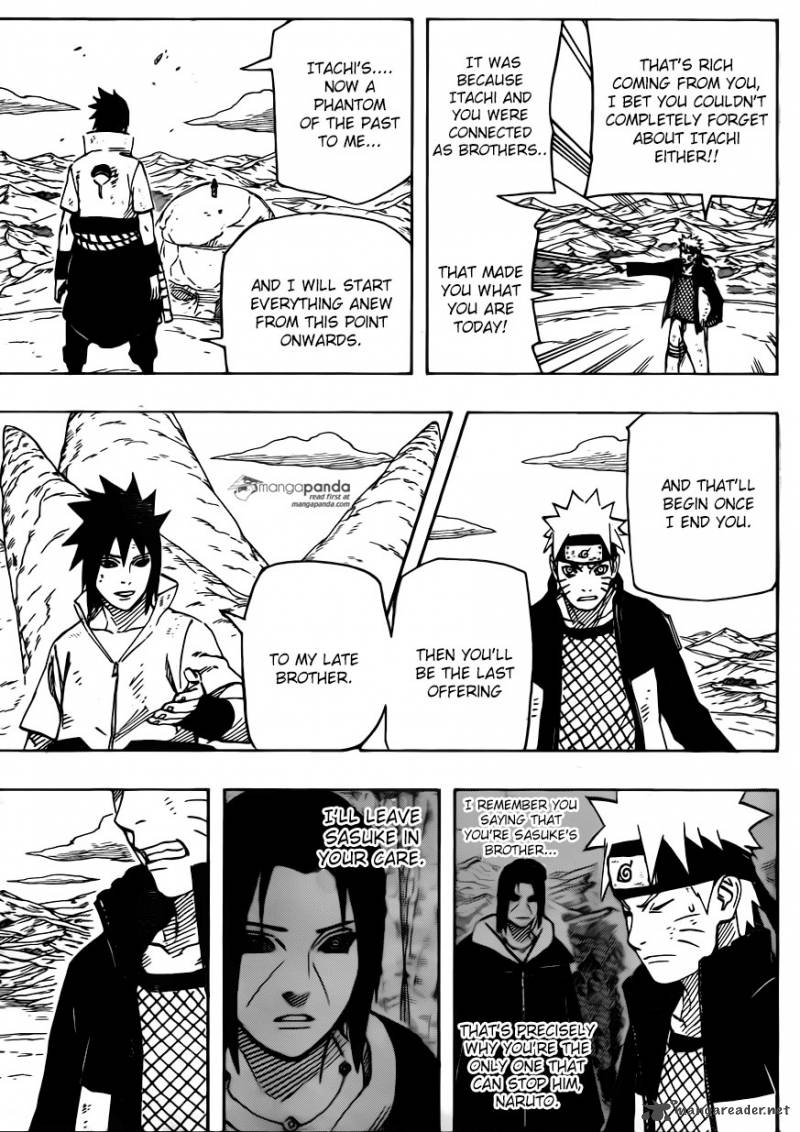 THAT'S RICH
COMING FROM YOU,
I BET YOU COULDN'T
COMPLETELY FORGET
ABOUT ITACHI
EITHER!!
IT WAS
BECAUSE
ITACHI AND
YOU WERE
CONNECTED
AS BROTHERS..
THAT MADE
YOU WHAT
YOU ARE
TODAY!
ITACHI'S....
NOW A
PHANTOM
OF THE PAST
TO ME...
AND I WILL START
EVERYTHING ANEW
FROM THIS POINT
ONWARDS.
AND THAT'LL
BEGIN ONCE
I END YOU.
THEN YOU'LL
BE THE LAST
OFFERING
TO MY LATE
BROTHER.
mangapanda
read first at
mangapanda.com
I REMEMBER YOU
SAYING THAT
YOU'RE SASUKE'S
BROTHER...
THAT'S PRECISELY
WHY YOU'RE THE
ONLY ONE THAT
CAN STOP HIM,
NARUTO.
I'LL LEAVE
SASUKE IN
YOUR CARE.
mangareader.net